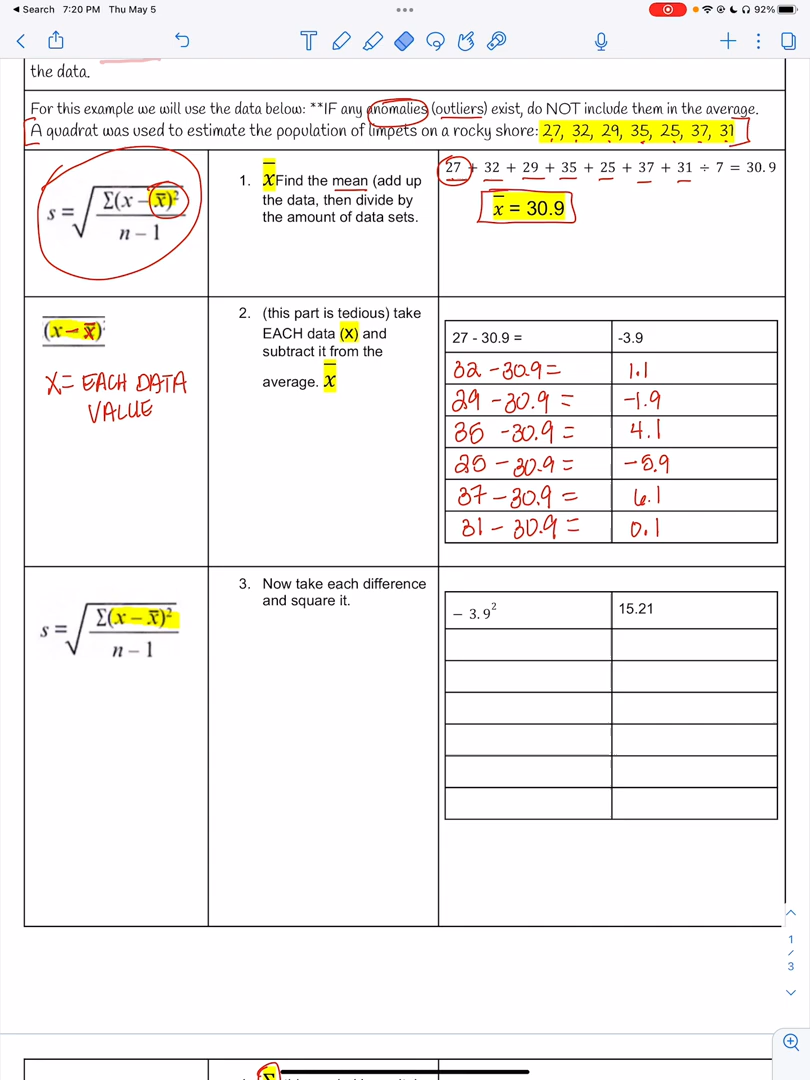 Search 7:20 PM Thu May 5 92%
the data.
For this example we will use the data below: **IF any anomalies (outliers) exist, do NOT include them in the average.
A quadrat was used to estimate the population of limpets on a rocky shore: 27, 32, 29, 35, 25, 37, 31
s = √ Σ(x – x̅)² / n – 1
1. x̅ Find the mean (add up
the data, then divide by
the amount of data sets.
27 + 32 + 29 + 35 + 25 + 37 + 31 ÷ 7 = 30.9
x̅ = 30.9
(x – x̅)
X = EACH DATA
VALUE
2. (this part is tedious) take
EACH data (X) and
subtract it from the
average. x̅
27 - 30.9 = -3.9
32 - 30.9 = 1.1
29 - 30.9 = -1.9
35 - 30.9 = 4.1
25 - 30.9 = -5.9
37 - 30.9 = 6.1
31 - 30.9 = 0.1
s = √ Σ(x – x̅)² / n – 1
3. Now take each difference
and square it.
– 3.9² 15.21
1
/
3